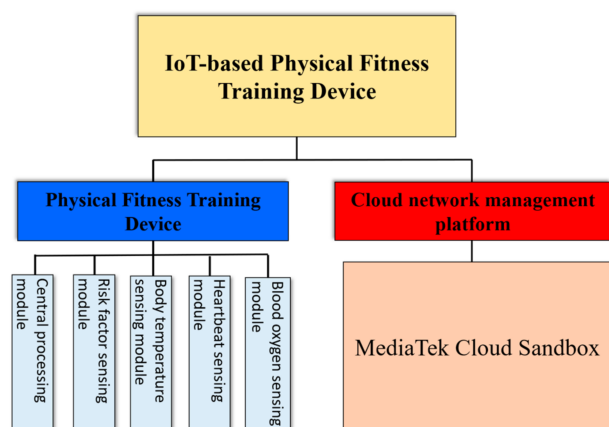 IoT-based Physical Fitness
Training Device
Physical Fitness Training
Device
Cloud network management
platform
Central processing
module
Risk factor sensing
module
Body temperature
sensing module
Heartbeat sensing
module
Blood oxygen sensing
module
MediaTek Cloud Sandbox